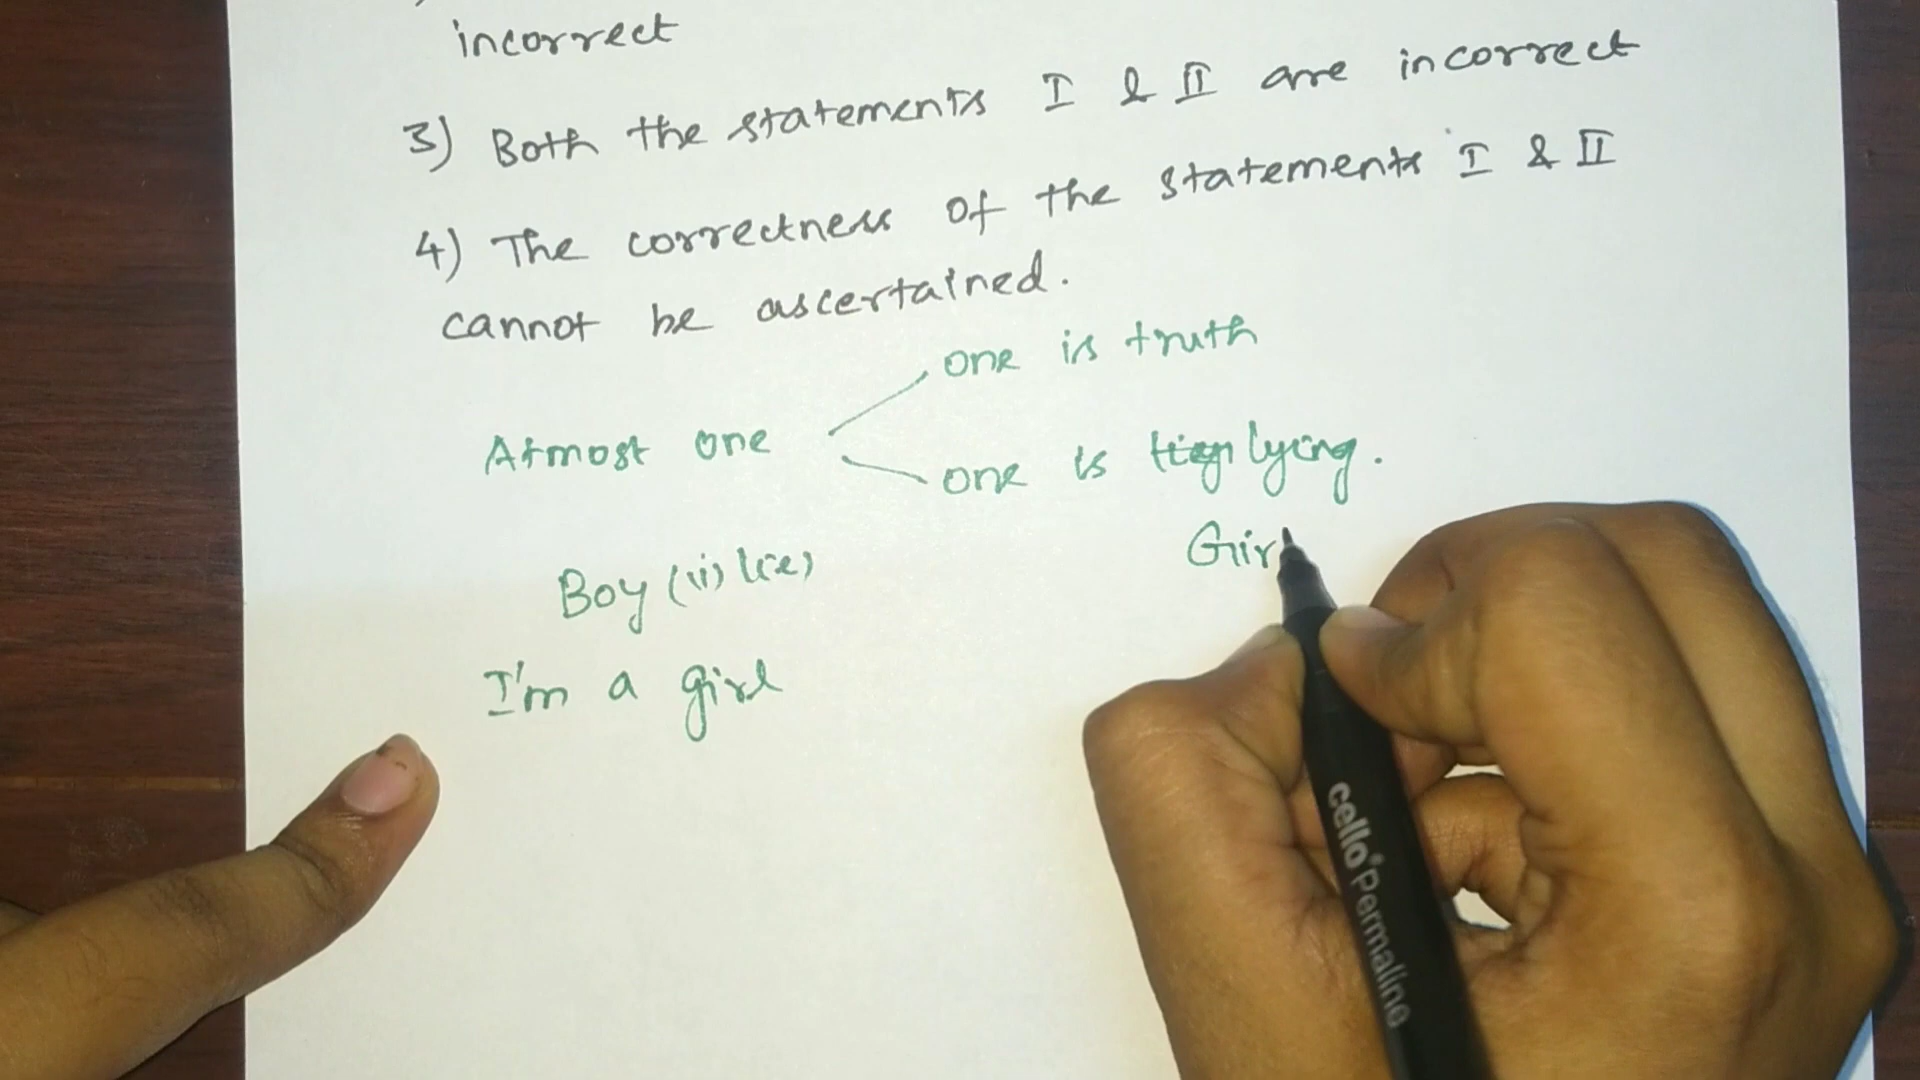 incorrect
3) Both the statements I & II are incorrect
4) The correctness of the statements I & II
cannot be ascertained.
one is truth
Atmost one
one is lying.
Boy (is lie)
Gir
I'm a girl
cello® Permaline